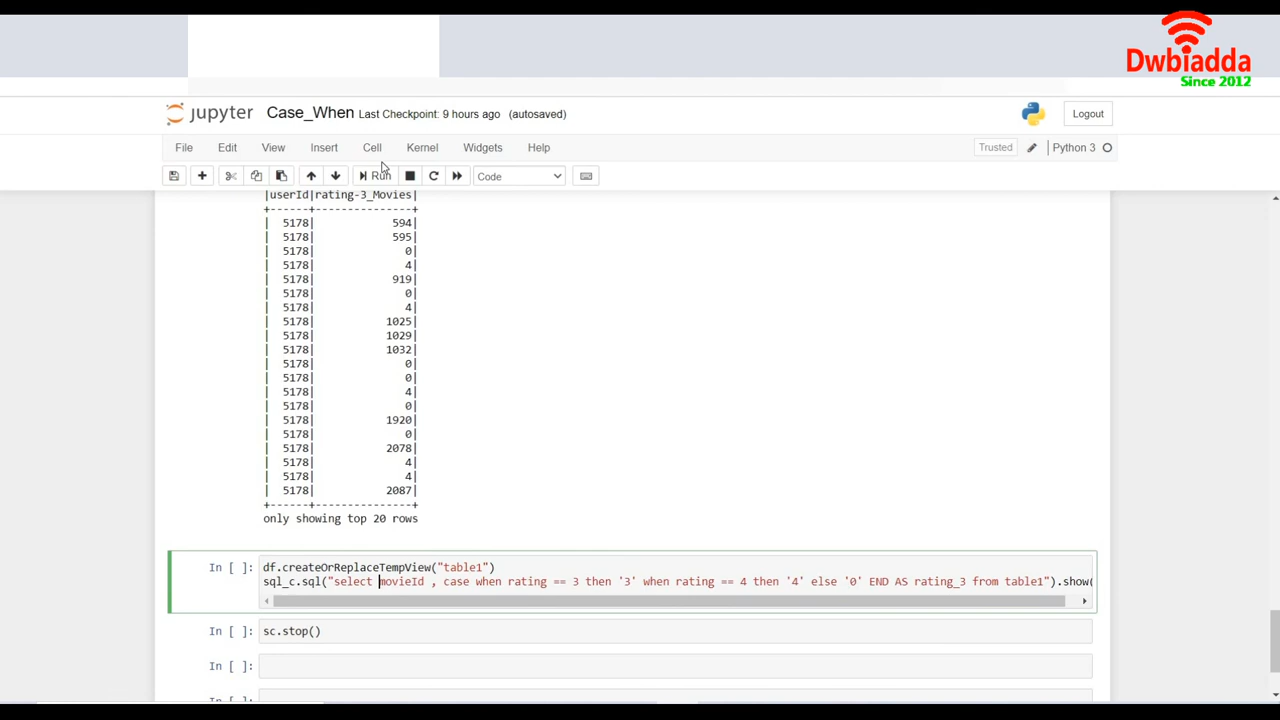 Dwbiadda
Since 2012
jupyter Case_When Last Checkpoint: 9 hours ago (autosaved)
Logout
File Edit View Insert Cell Kernel Widgets Help
Trusted Python 3
Run Code
|userId|rating-3_Movies|
+------+---------------+
| 5178| 594|
| 5178| 595|
| 5178| 0|
| 5178| 4|
| 5178| 919|
| 5178| 0|
| 5178| 4|
| 5178| 1025|
| 5178| 1029|
| 5178| 1032|
| 5178| 0|
| 5178| 0|
| 5178| 4|
| 5178| 0|
| 5178| 1920|
| 5178| 0|
| 5178| 2078|
| 5178| 4|
| 5178| 4|
| 5178| 2087|
+------+---------------+
only showing top 20 rows
In [ ]: df.createOrReplaceTempView("table1")
sql_c.sql("select movieId , case when rating == 3 then '3' when rating == 4 then '4' else '0' END AS rating_3 from table1").show(
In [ ]: sc.stop()
In [ ]:
In [ ]: